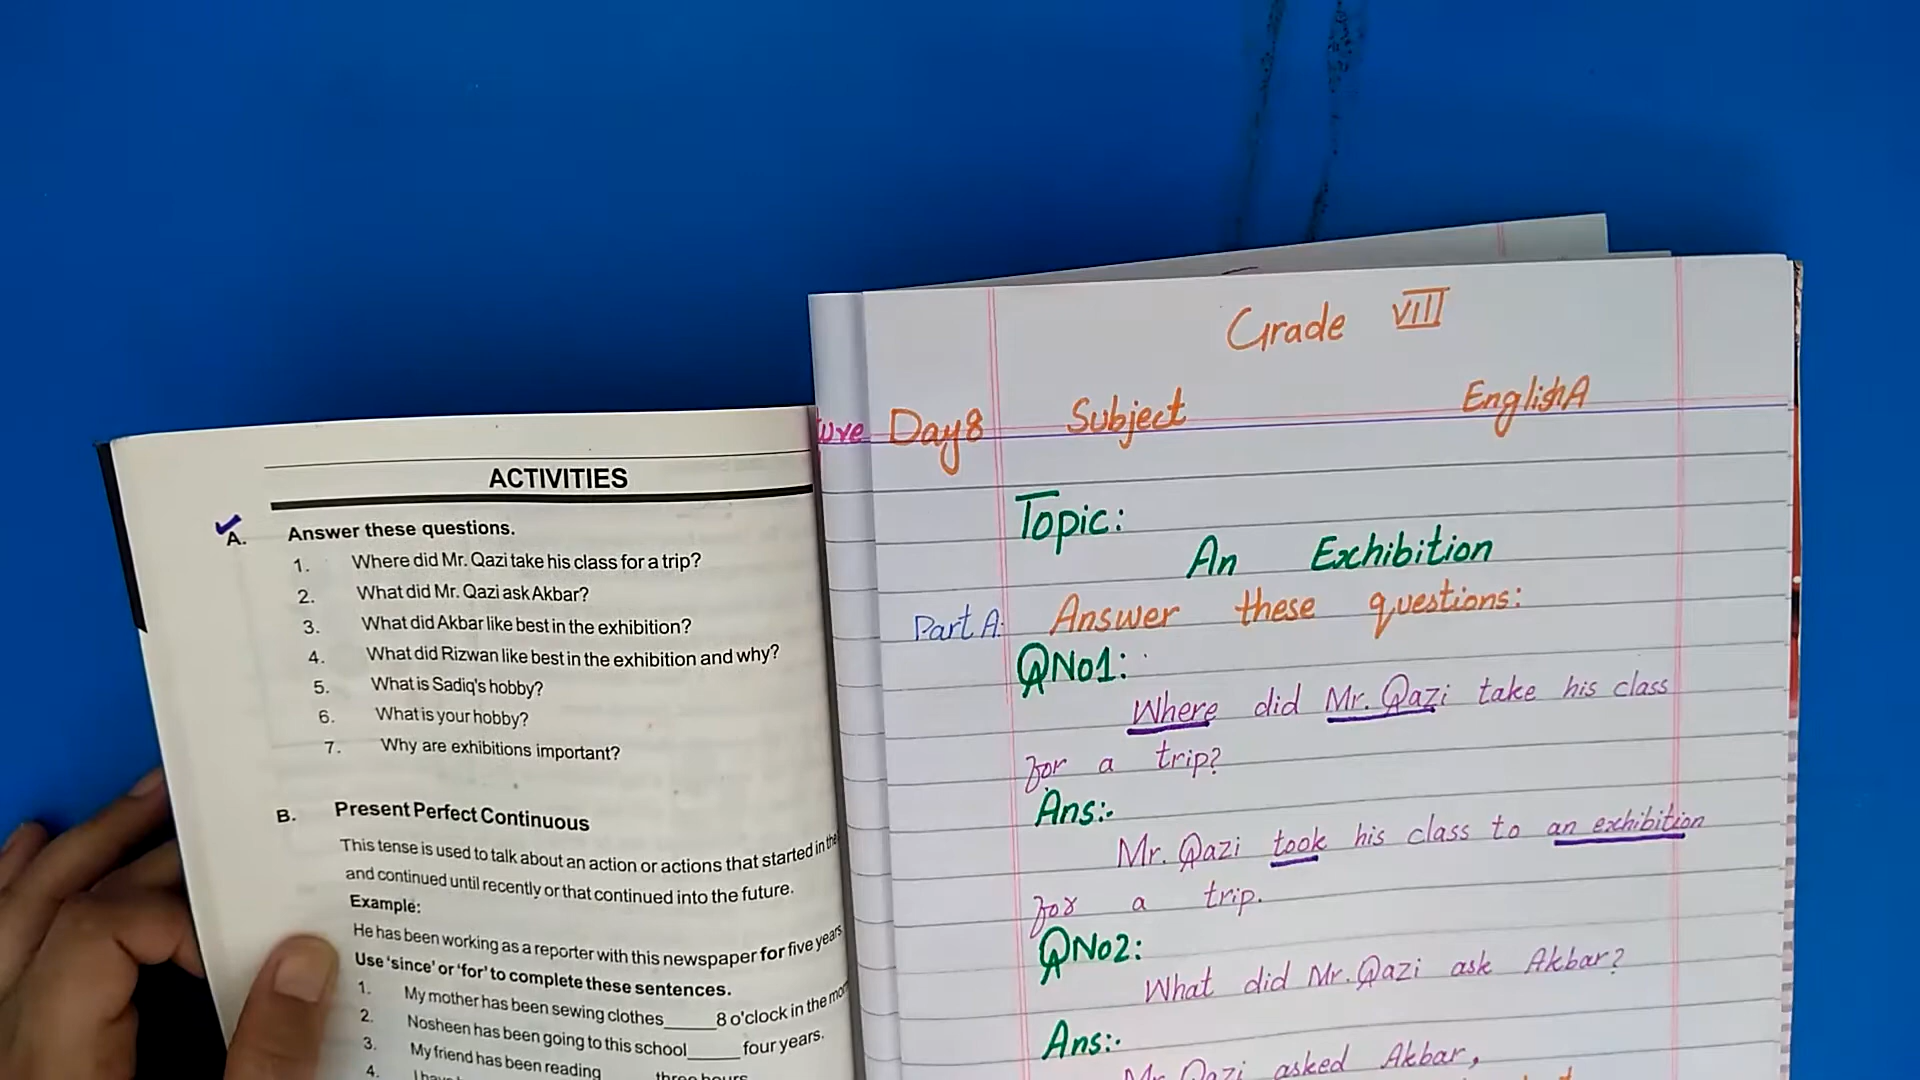 ACTIVITIES
A. Answer these questions.
1. Where did Mr. Qazi take his class for a trip?
2. What did Mr. Qazi ask Akbar?
3. What did Akbar like best in the exhibition?
4. What did Rizwan like best in the exhibition and why?
5. What is Sadiq's hobby?
6. What is your hobby?
7. Why are exhibitions important?
B. Present Perfect Continuous
This tense is used to talk about an action or actions that started in the
and continued until recently or that continued into the future.
Example:
He has been working as a reporter with this newspaper for five years
Use 'since' or 'for' to complete these sentences.
1. My mother has been sewing clothes_____8 o'clock in the
2. Nosheen has been going to this school_____four years.
3. My friend has been reading three hours
4. I
Grade VIII
Day8 Subject EnglishA
Topic:
An Exhibition
Part A. Answer these questions:
QNo1:
Where did Mr. Qazi take his class
for a trip?
Ans:-
Mr. Qazi took his class to an exhibition
for a trip.
QNo2:
What did Mr. Qazi ask Akbar?
Ans:-
Mr. Qazi asked Akbar,